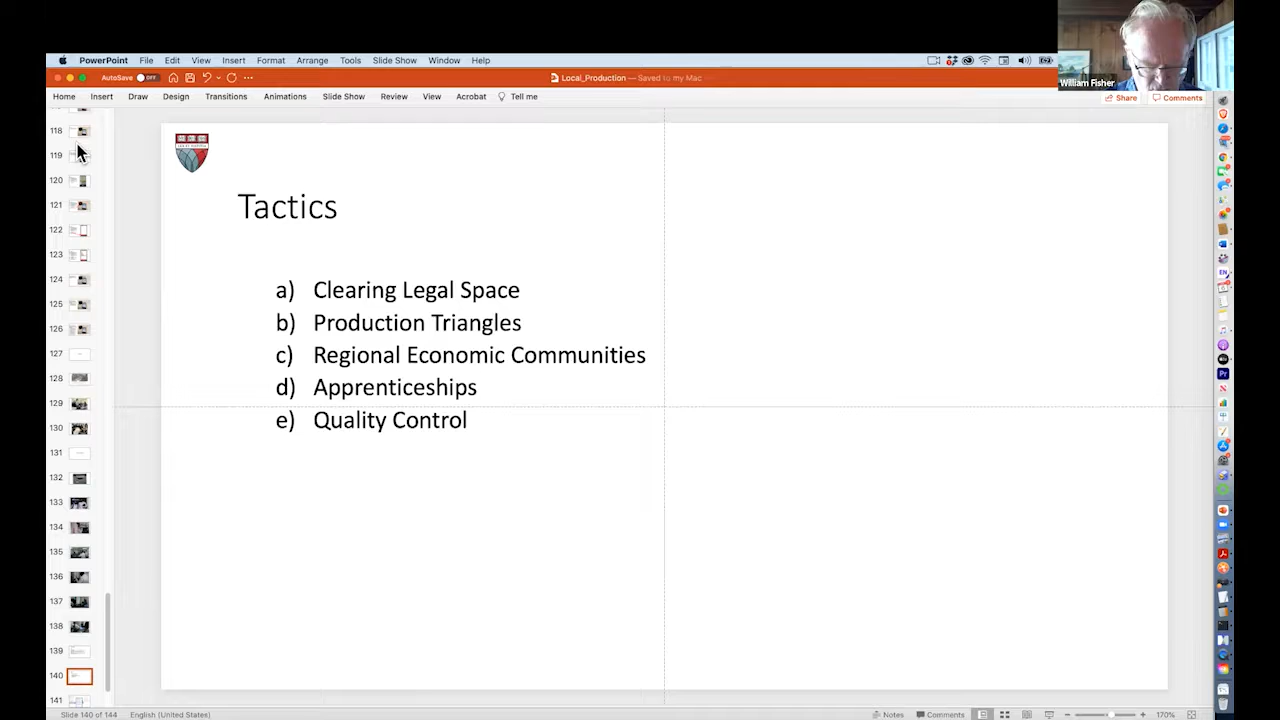 PowerPoint File Edit View Insert Format Arrange Tools Slide Show Window Help
William Fisher
AutoSave OFF
Local_Production — Saved to my Mac
Home Insert Draw Design Transitions Animations Slide Show Review View Acrobat Tell me
Share Comments
118
119
120
121
122
123
124
125
126
127
128
129
130
131
132
133
134
135
136
137
138
139
140
141
Tactics
a) Clearing Legal Space
b) Production Triangles
c) Regional Economic Communities
d) Apprenticeships
e) Quality Control
EN
Pr
Slide 140 of 144 English (United States) Notes Comments 170%